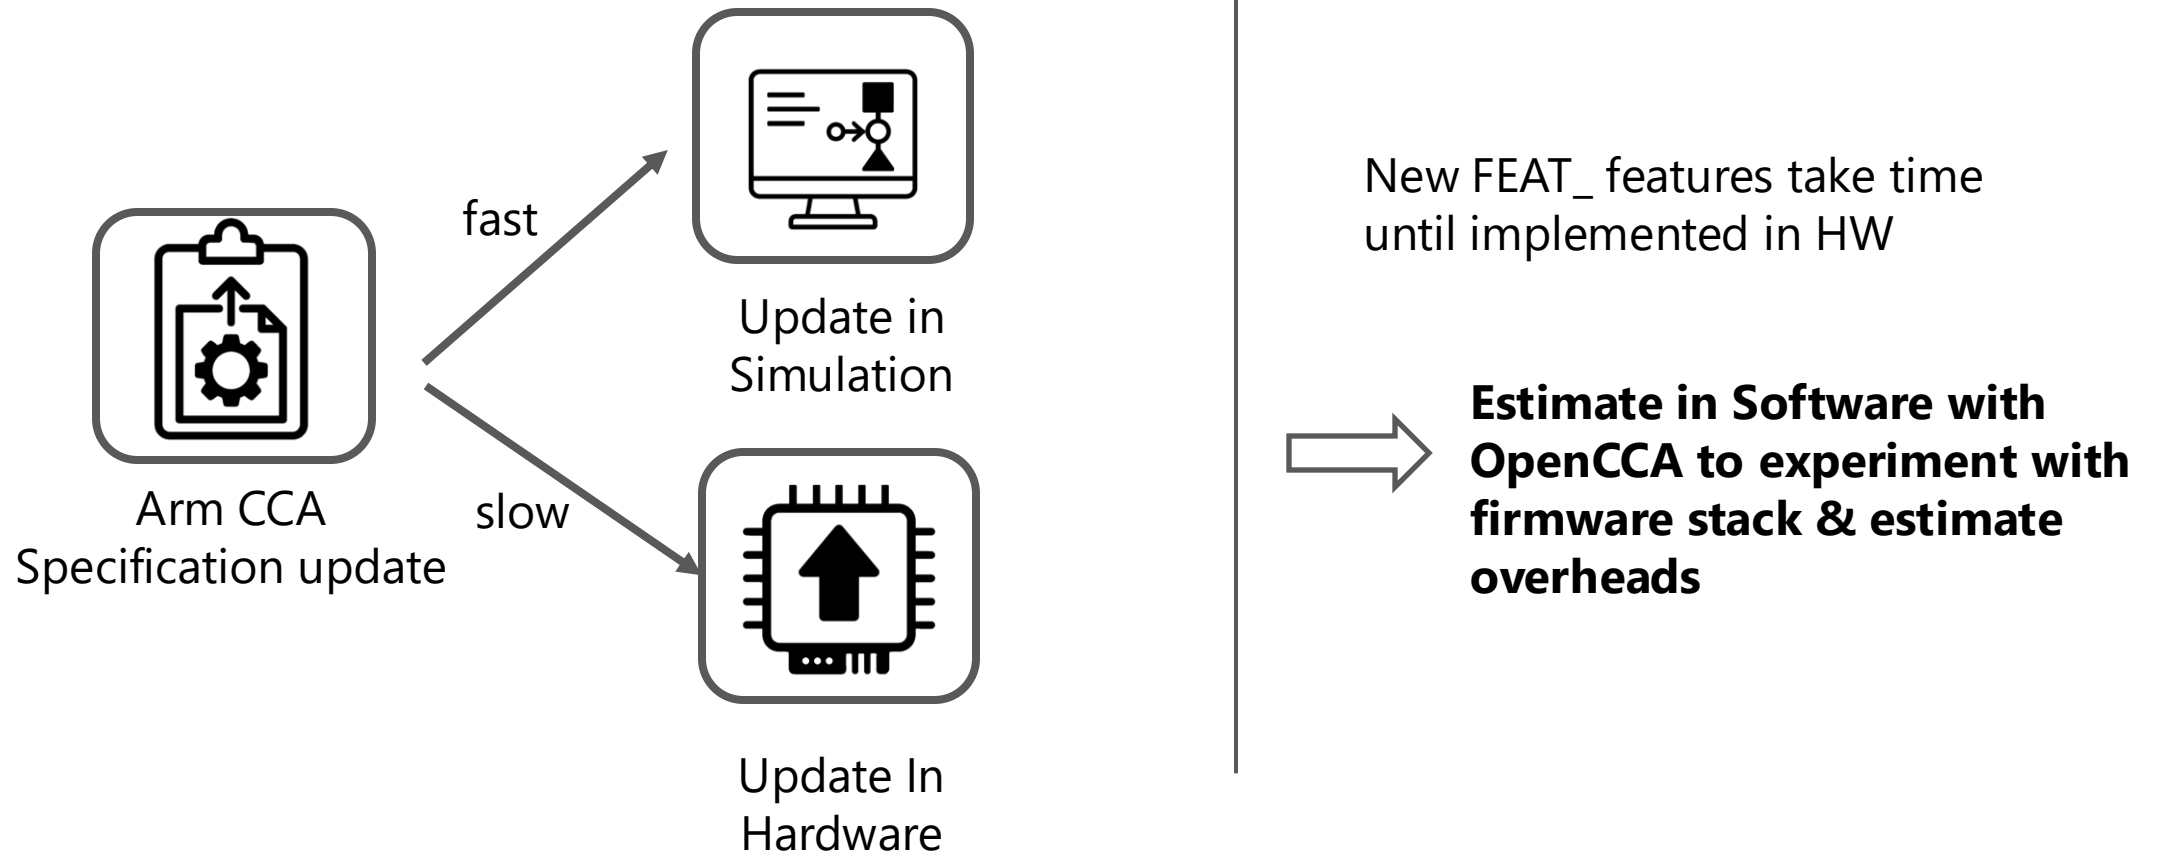 fast
Update in
Simulation
Arm CCA
Specification update
slow
Update In
Hardware
New FEAT_ features take time
until implemented in HW
Estimate in Software with
OpenCCA to experiment with
firmware stack & estimate
overheads